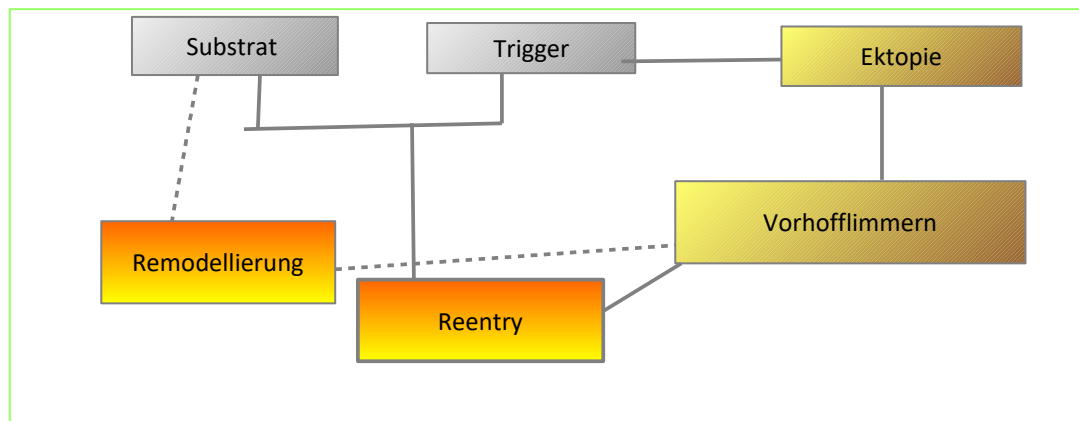 Substrat
Trigger
Ektopie
Vorhofflimmern
Remodellierung
Reentry